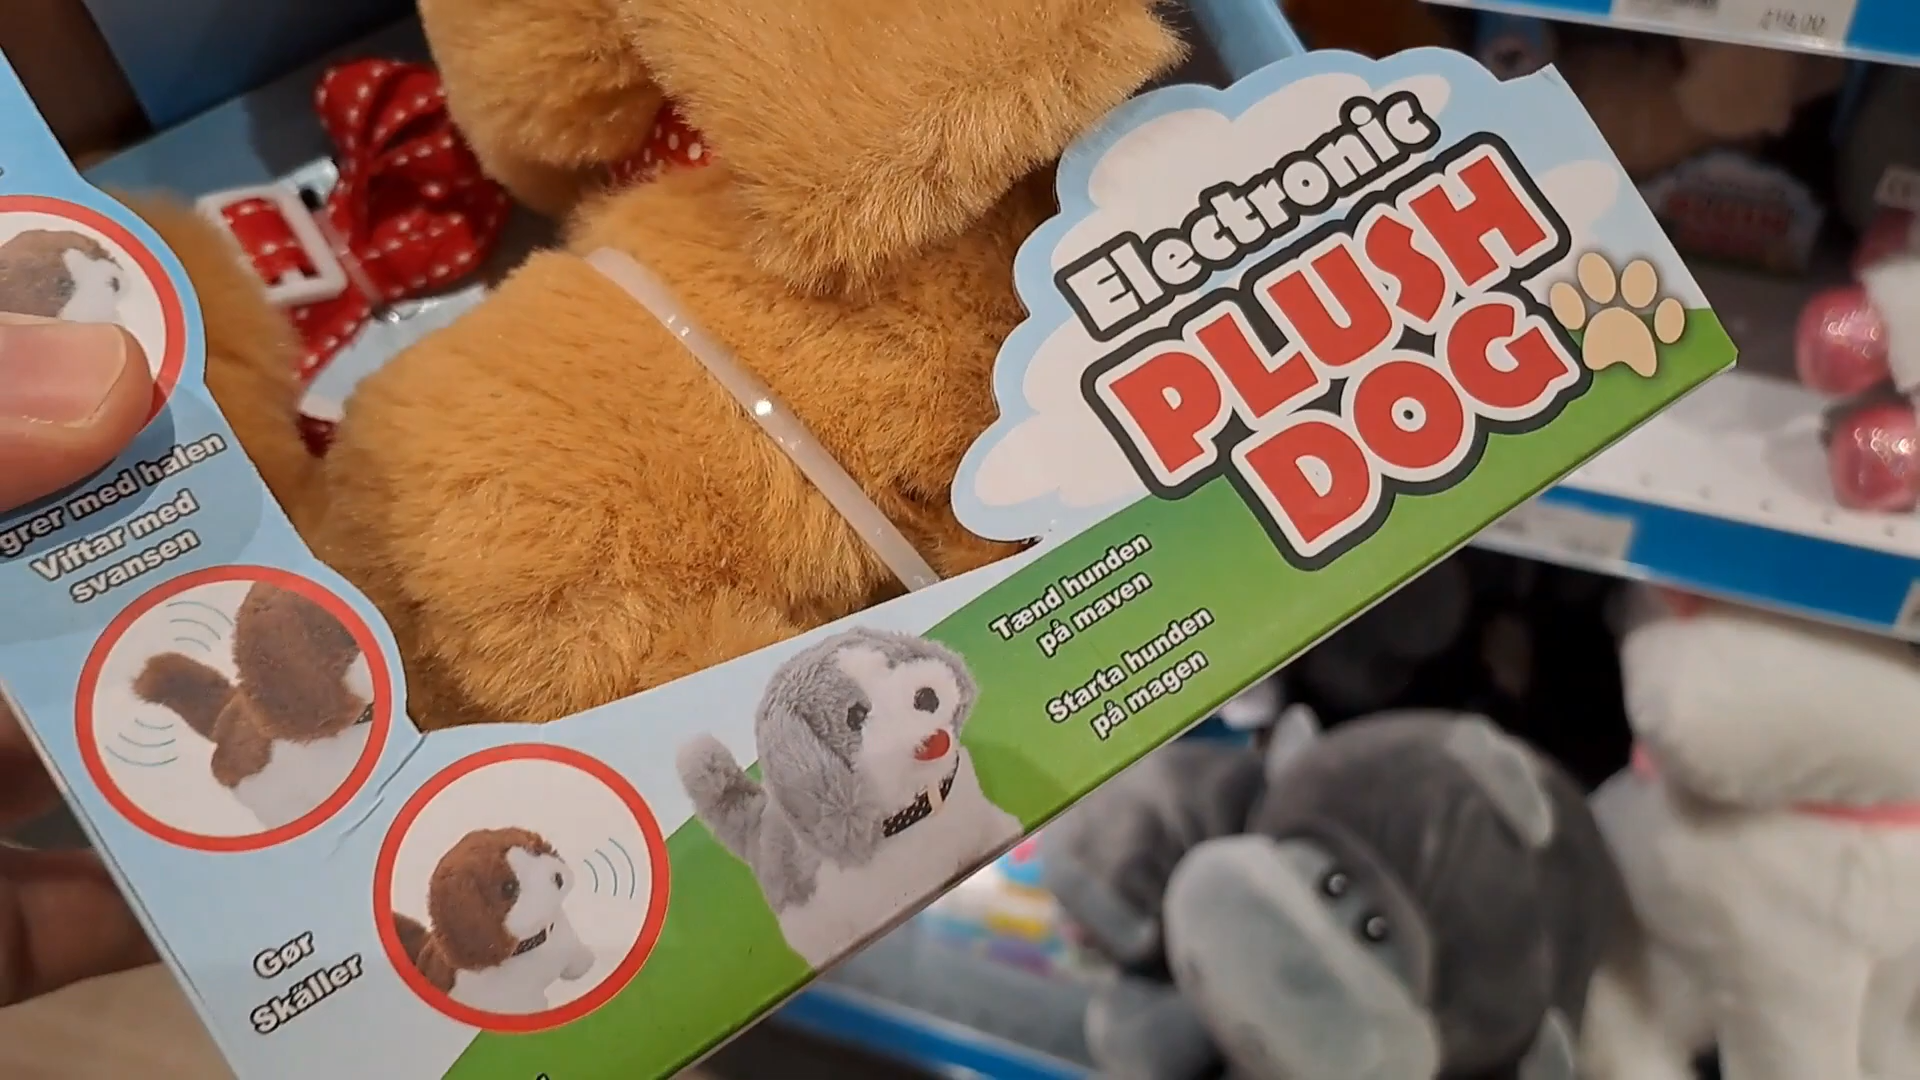 Electronic
PLUSH
DOG
grer med halen
Viftar med
svansen
Tænd hunden
på maven
Starta hunden
på magen
Gør
Skäller